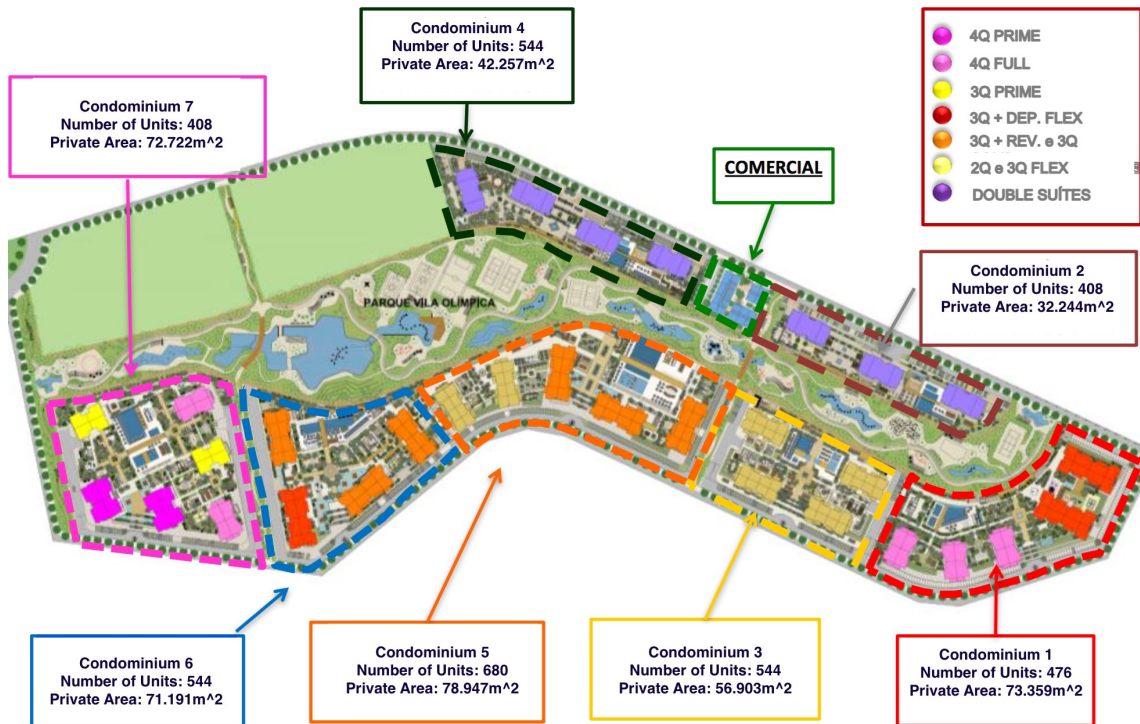 Condominium 4
Number of Units: 544
Private Area: 42.257m^2
4Q PRIME
4Q FULL
3Q PRIME
3Q + DEP. FLEX
3Q + REV. e 3Q
2Q e 3Q FLEX
DOUBLE SUÍTES
Condominium 7
Number of Units: 408
Private Area: 72.722m^2
COMERCIAL
Condominium 2
Number of Units: 408
Private Area: 32.244m^2
PARQUE VILA OLÍMPICA
Condominium 6
Number of Units: 544
Private Area: 71.191m^2
Condominium 5
Number of Units: 680
Private Area: 78.947m^2
Condominium 3
Number of Units: 544
Private Area: 56.903m^2
Condominium 1
Number of Units: 476
Private Area: 73.359m^2